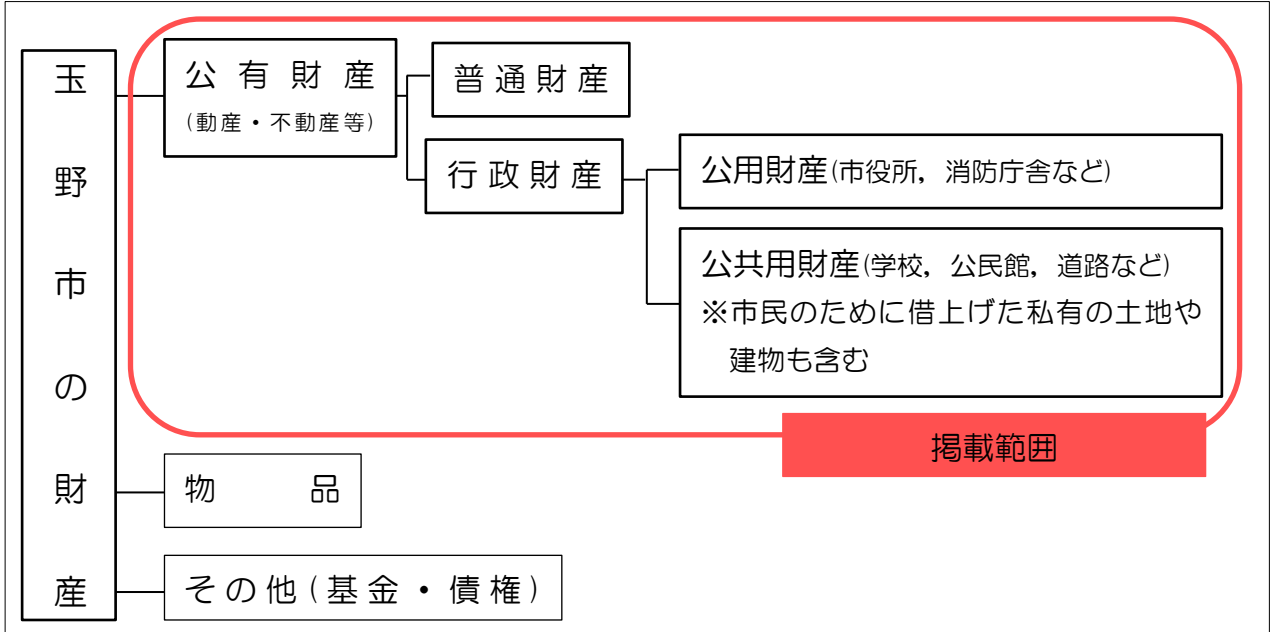 玉野市の財産
公有財産
(動産・不動産等)
普通財産
行政財産
公用財産(市役所，消防庁舎など)
公共用財産(学校，公民館，道路など)
※市民のために借上げた私有の土地や
建物も含む
掲載範囲
物品
その他(基金・債権)